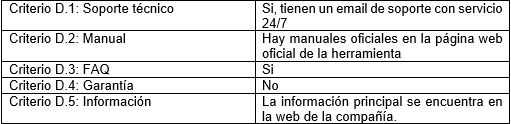 Criterio D.1: Soporte técnico Si, tienen un email de soporte con servicio
24/7
Criterio D.2: Manual Hay manuales oficiales en la página web
oficial de la herramienta
Criterio D.3: FAQ Si
Criterio D.4: Garantía No
Criterio D.5: Información La información principal se encuentra en
la web de la compañía.